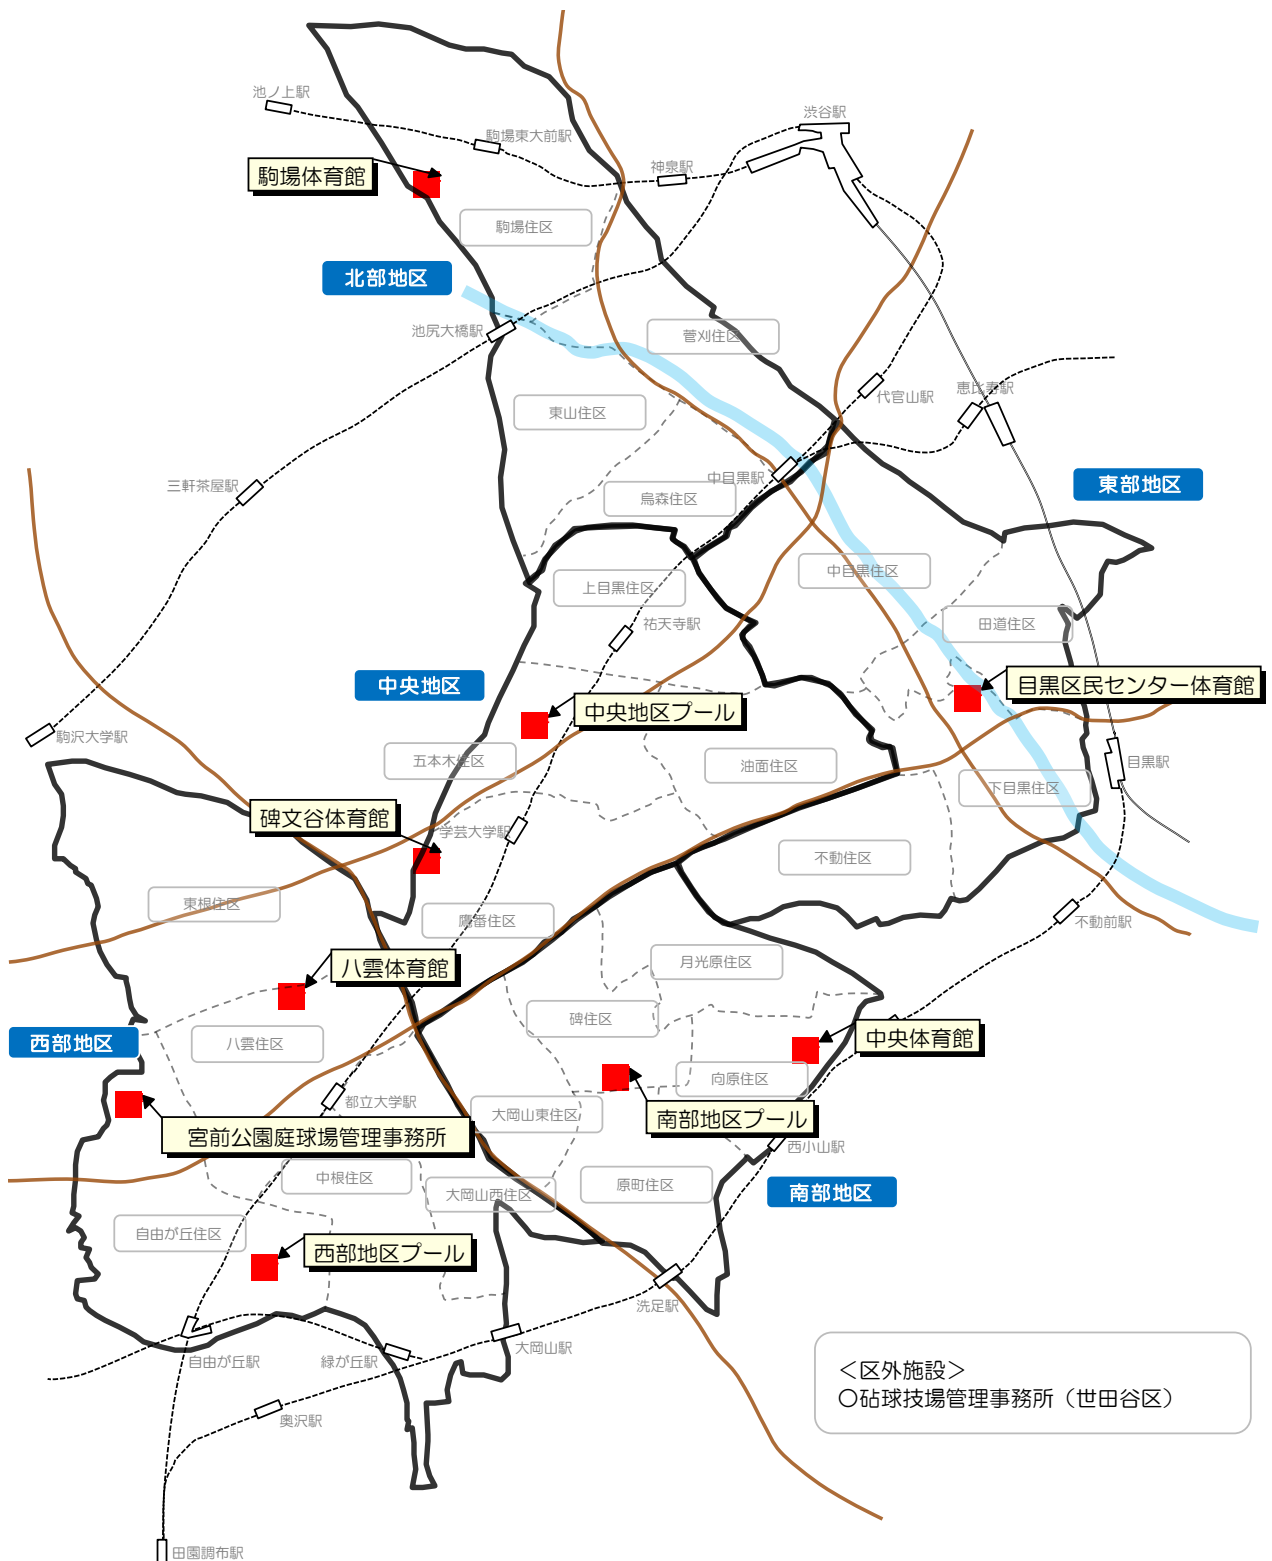 池ノ上駅
渋谷駅
駒場東大前駅
神泉駅
駒場体育館
駒場住区
北部地区
池尻大橋駅
菅刈住区
代官山駅
恵比寿駅
東山住区
中目黒駅
三軒茶屋駅
烏森住区
東部地区
上目黒住区
中目黒住区
祐天寺駅
田道住区
中央地区
目黒区民センター体育館
中央地区プール
駒沢大学駅
五本木住区
油面住区
目黒駅
下目黒住区
碑文谷体育館
学芸大学駅
不動住区
東根住区
鷹番住区
不動前駅
八雲体育館
月光原住区
碑住区
西部地区
八雲住区
中央体育館
向原住区
都立大学駅
大岡山東住区
南部地区プール
宮前公園庭球場管理事務所
西小山駅
中根住区
大岡山西住区
原町住区
南部地区
自由が丘住区
西部地区プール
洗足駅
自由が丘駅
緑が丘駅
大岡山駅
＜区外施設＞
○砧球技場管理事務所（世田谷区）
奥沢駅
田園調布駅